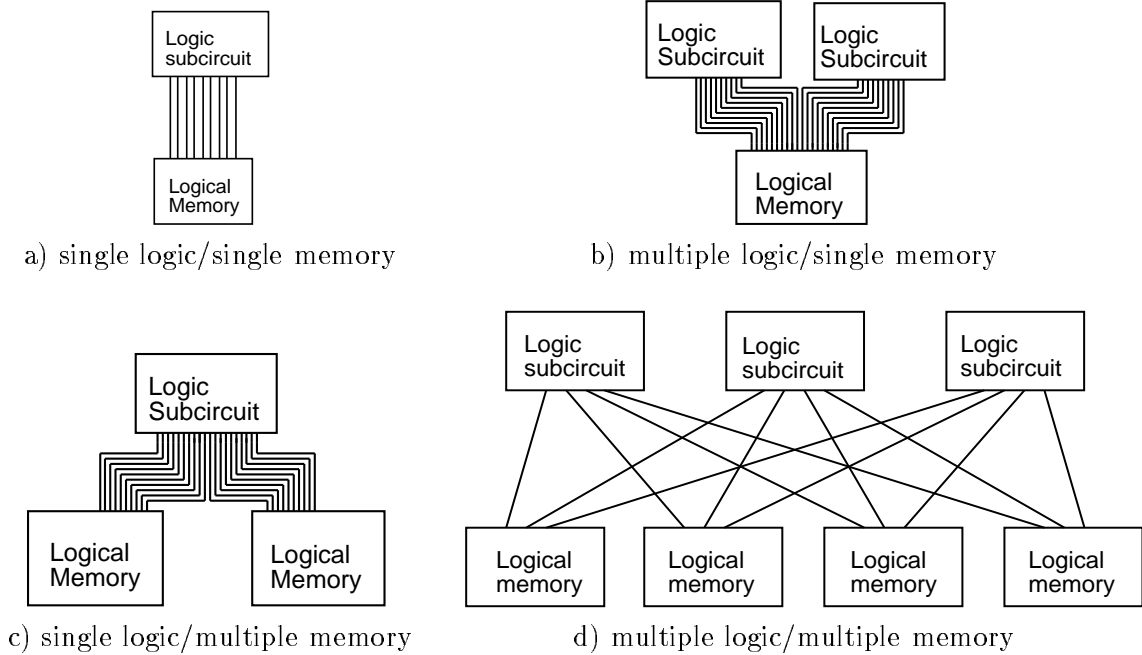 Logic
subcircuit
Logical
Memory
a) single logic/single memory
Logic
Subcircuit
Logic
Subcircuit
Logical
Memory
b) multiple logic/single memory
Logic
Subcircuit
Logical
Memory
Logical
Memory
c) single logic/multiple memory
Logic
subcircuit
Logic
subcircuit
Logic
subcircuit
Logical
memory
Logical
memory
Logical
memory
Logical
memory
d) multiple logic/multiple memory